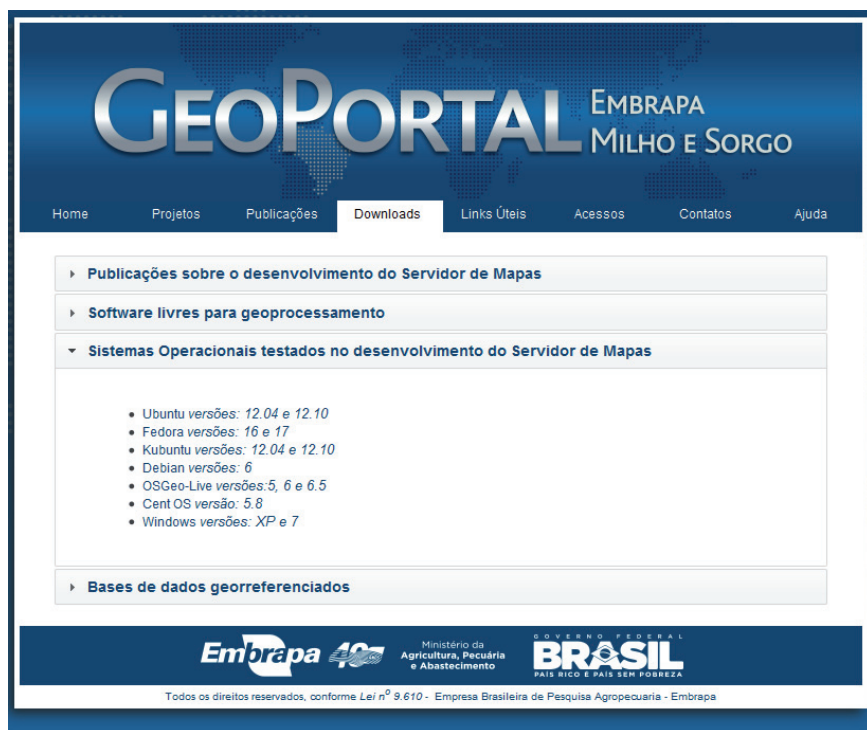 GEOPORTAL EMBRAPA
MILHO E SORGO
Home Projetos Publicações Downloads Links Úteis Acessos Contatos Ajuda
Publicações sobre o desenvolvimento do Servidor de Mapas
Software livres para geoprocessamento
Sistemas Operacionais testados no desenvolvimento do Servidor de Mapas
Ubuntu versões: 12.04 e 12.10
Fedora versões: 16 e 17
Kubuntu versões: 12.04 e 12.10
Debian versões: 6
OSGeo-Live versões:5, 6 e 6.5
Cent OS versão: 5.8
Windows versões: XP e 7
Bases de dados georreferenciados
Embrapa 40
Ministério da
Agricultura, Pecuária
e Abastecimento
GOVERNO FEDERAL
BRASIL
PAÍS RICO É PAÍS SEM POBREZA
Todos os direitos reservados, conforme Lei nº 9.610 - Empresa Brasileira de Pesquisa Agropecuaria - Embrapa